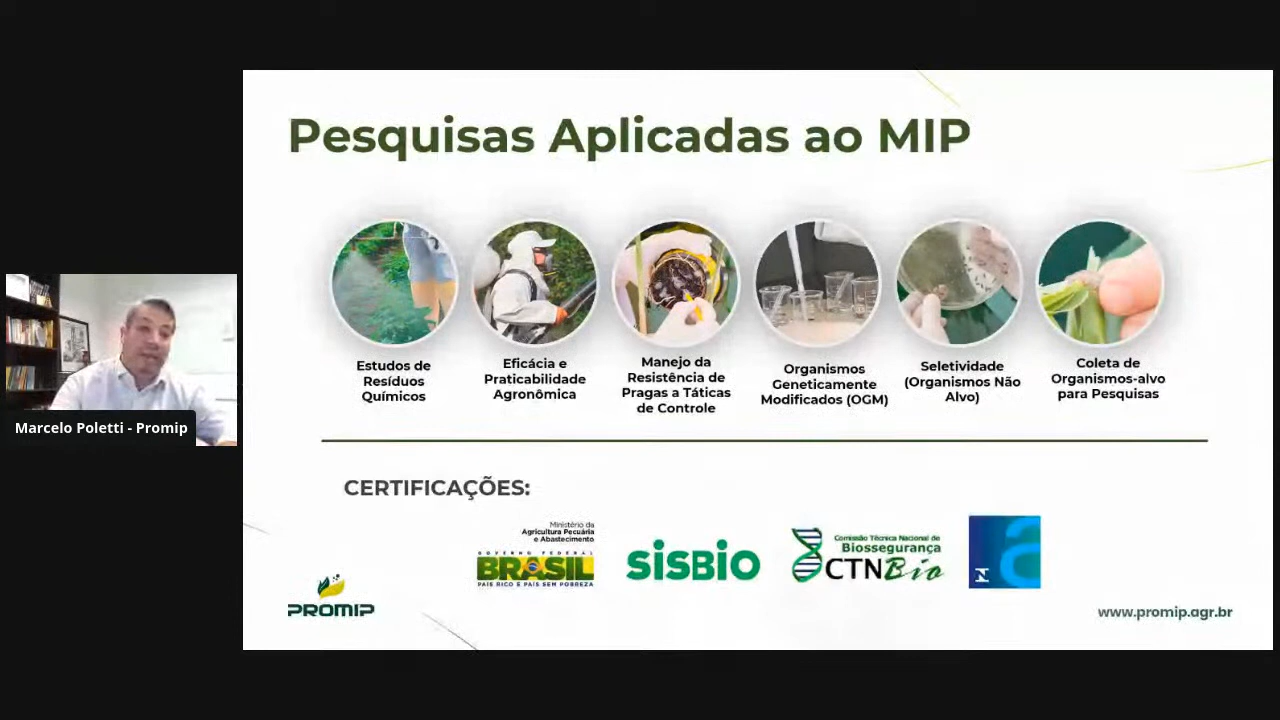 Pesquisas Aplicadas ao MIP
Estudos de
Resíduos
Químicos
Eficácia e
Praticabilidade
Agronômica
Manejo da
Resistência de
Pragas a Táticas
de Controle
Organismos
Geneticamente
Modificados (OGM)
Seletividade
(Organismos Não
Alvo)
Coleta de
Organismos-alvo
para Pesquisas
Marcelo Poletti - Promip
CERTIFICAÇÕES:
Ministério da
Agricultura Pecuária
e Abastecimento
GOVERNO FEDERAL
BRASIL
PAÍS RICO É PAÍS SEM POBREZA
sisBio
Comissão Técnica Nacional de
Biossegurança
CTNBio
PROMIP
www.promip.agr.br